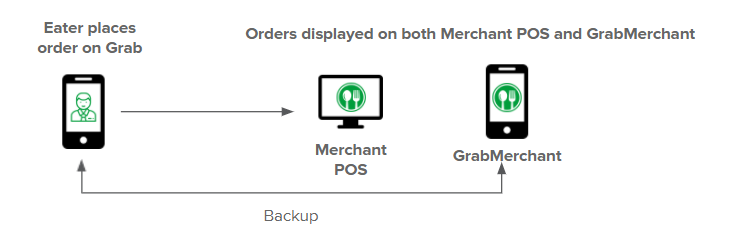 Eater places
order on Grab
Orders displayed on both Merchant POS and GrabMerchant
Merchant
POS
GrabMerchant
Backup